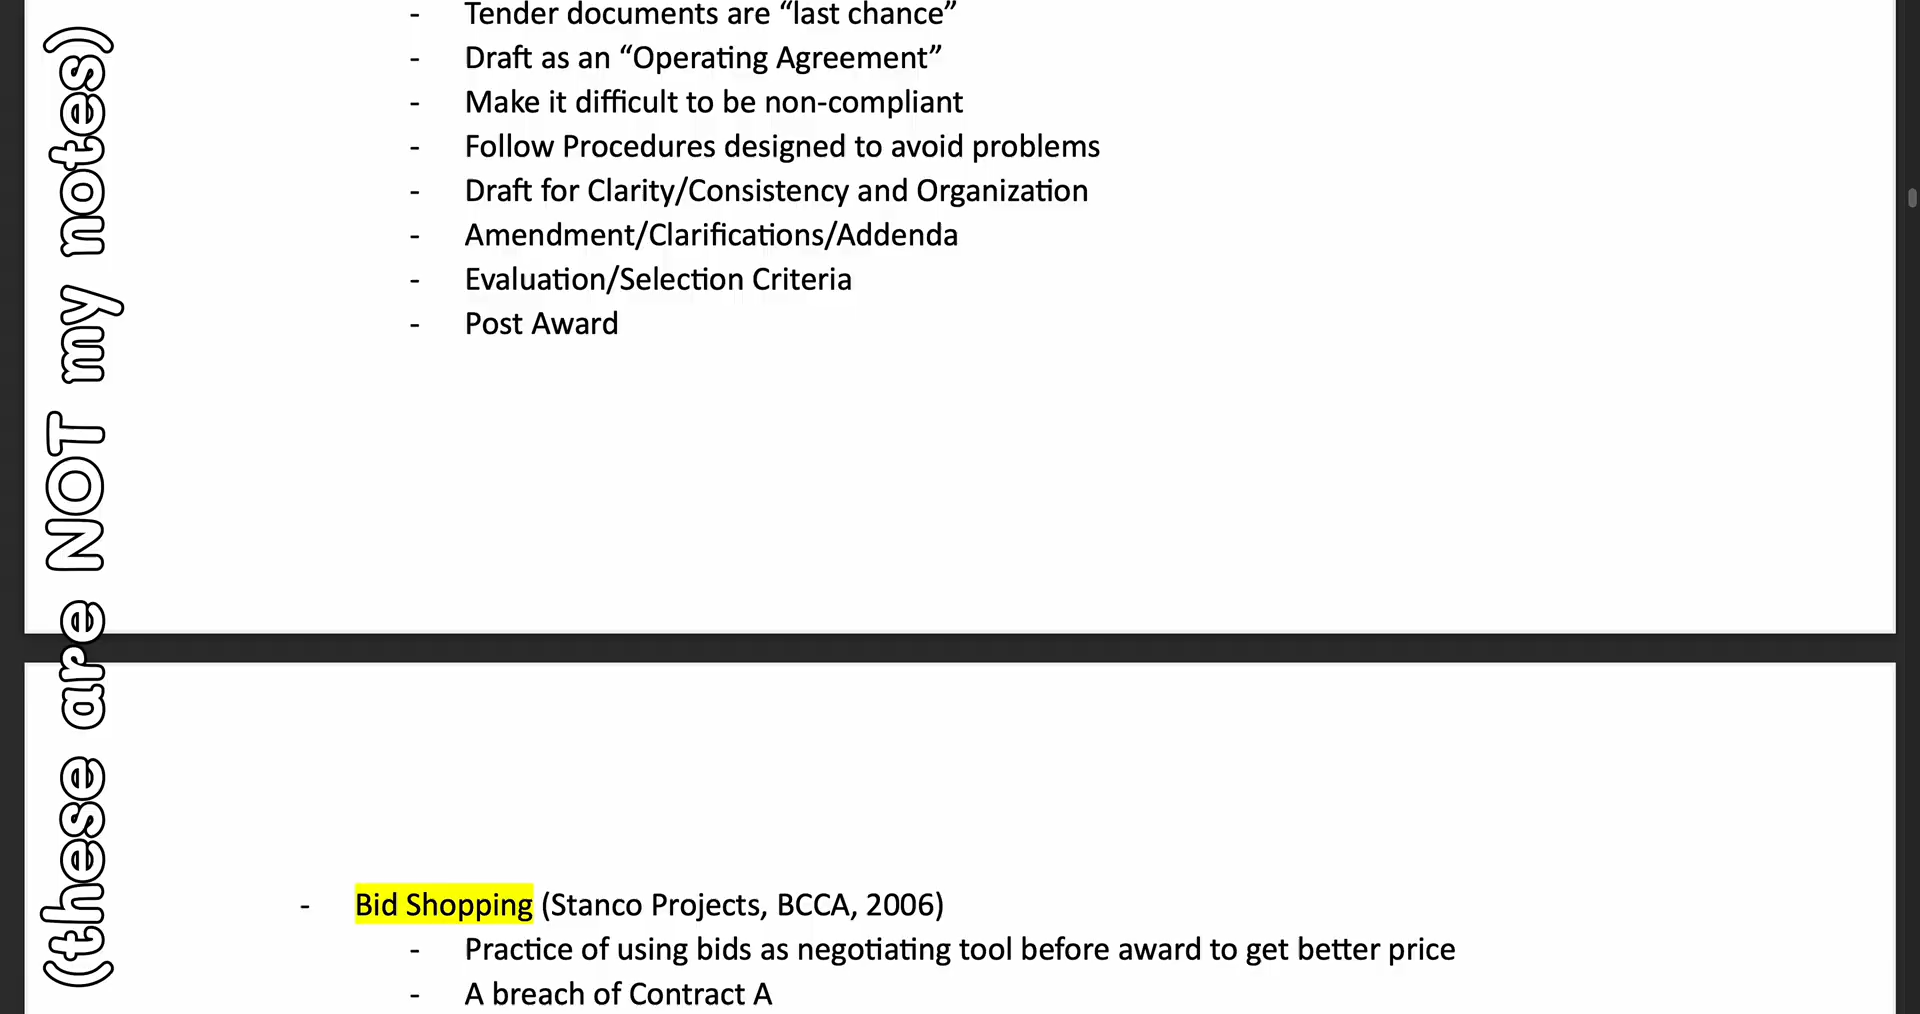 - Tender documents are “last chance”
- Draft as an “Operating Agreement”
- Make it difficult to be non-compliant
- Follow Procedures designed to avoid problems
- Draft for Clarity/Consistency and Organization
- Amendment/Clarifications/Addenda
- Evaluation/Selection Criteria
- Post Award
- Bid Shopping (Stanco Projects, BCCA, 2006)
- Practice of using bids as negotiating tool before award to get better price
- A breach of Contract A
(these are NOT my notes)